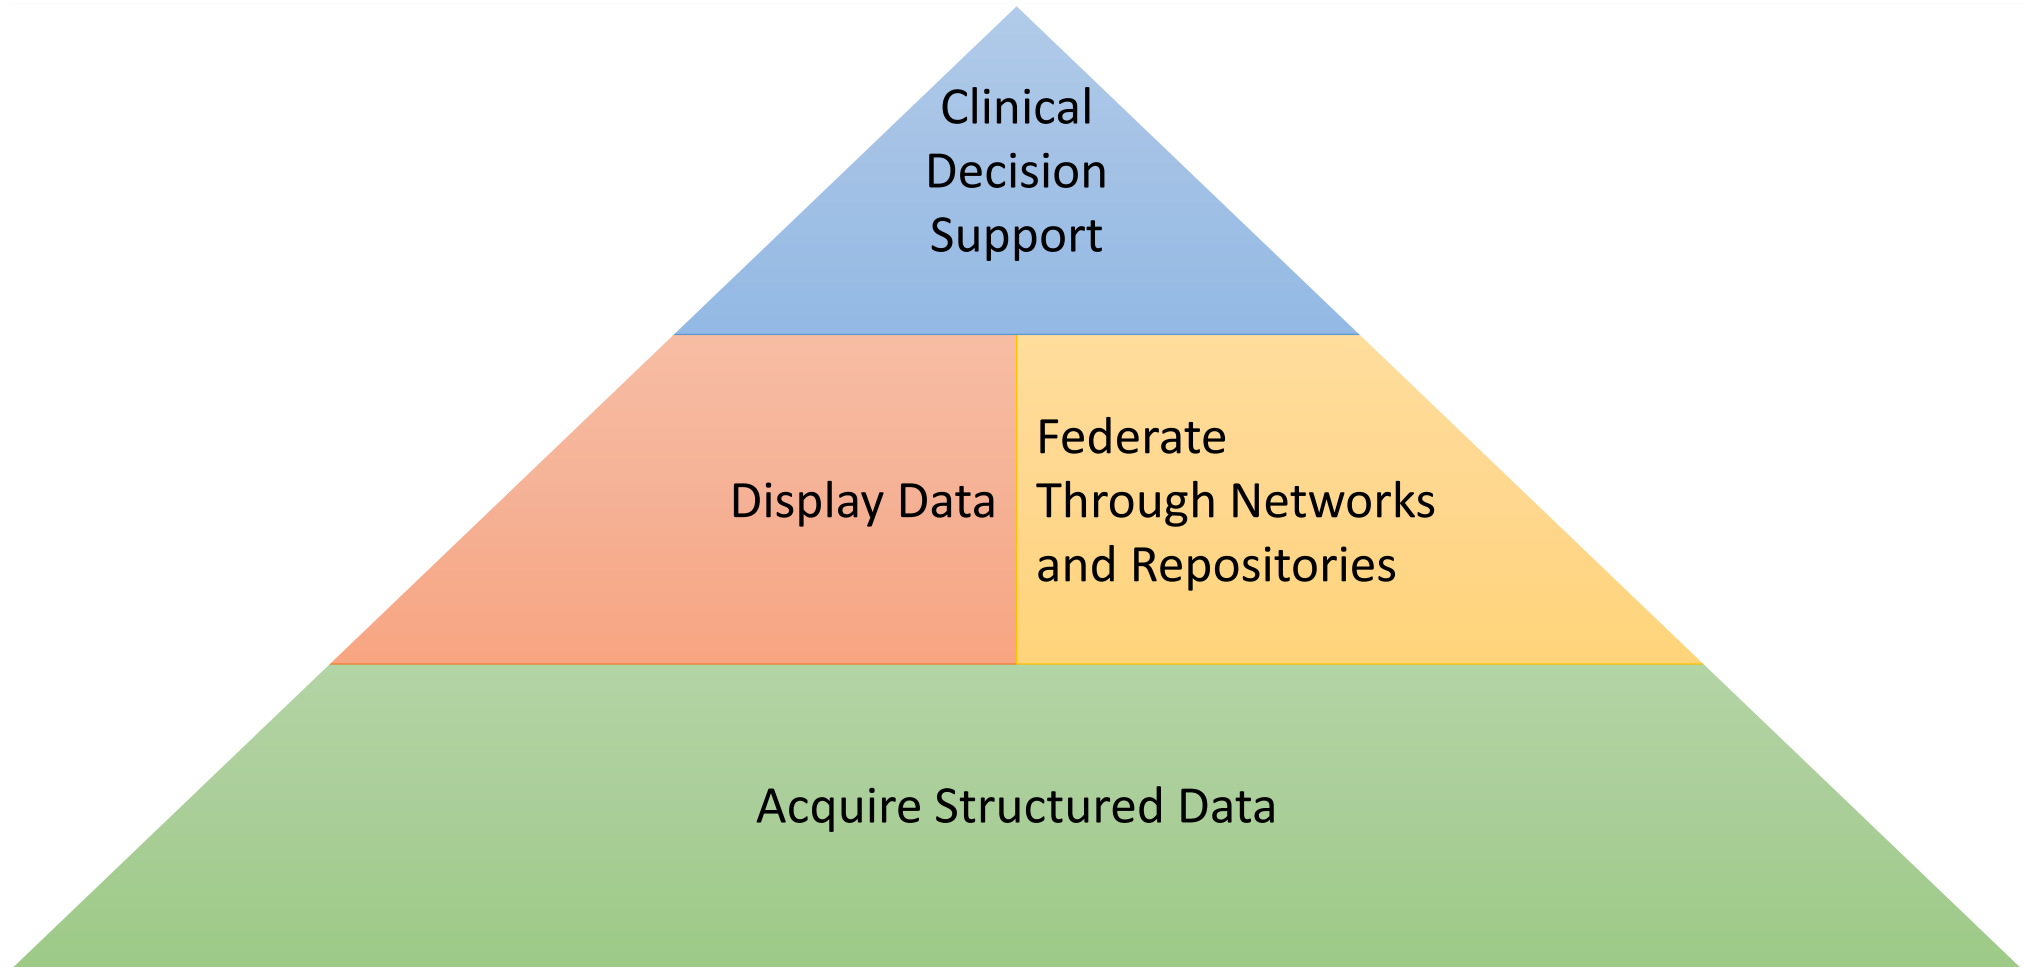 Clinical
Decision
Support
Display Data
Federate
Through Networks
and Repositories
Acquire Structured Data